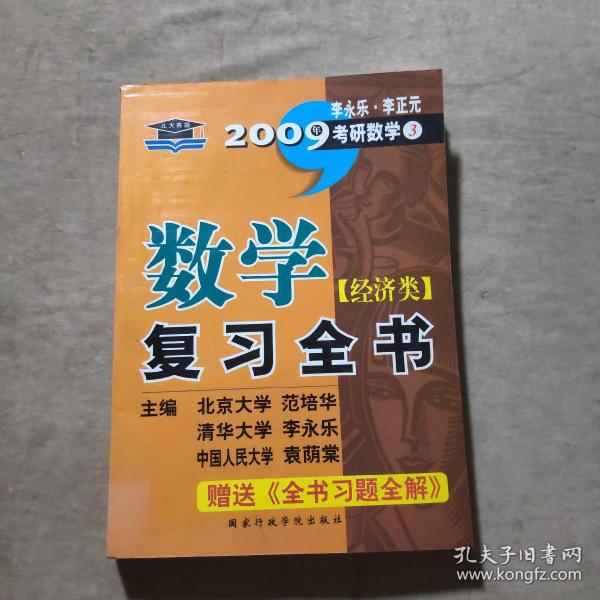 北大燕园
李永乐·李正元
2009年考研数学3
数学
【经济类】
复习全书
主编 北京大学 范培华
清华大学 李永乐
中国人民大学 袁荫棠
赠送《全书习题全解》
国家行政学院出版社
孔夫子旧书网
www.kongfz.com